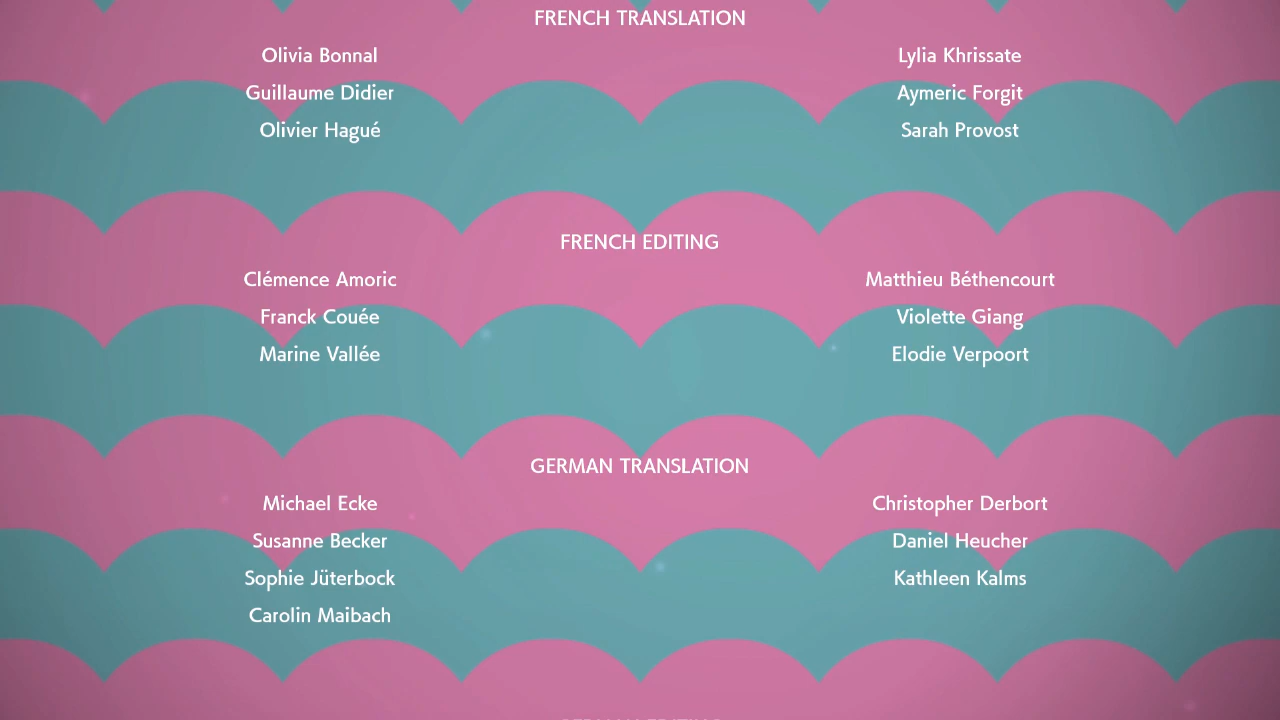 FRENCH TRANSLATION
Olivia Bonnal Lylia Khrissate
Guillaume Didier Aymeric Forgit
Olivier Hagué Sarah Provost
FRENCH EDITING
Clémence Amoric Matthieu Béthencourt
Franck Couée Violette Giang
Marine Vallée Elodie Verpoort
GERMAN TRANSLATION
Michael Ecke Christopher Derbort
Susanne Becker Daniel Heucher
Sophie Jüterbock Kathleen Kalms
Carolin Maibach